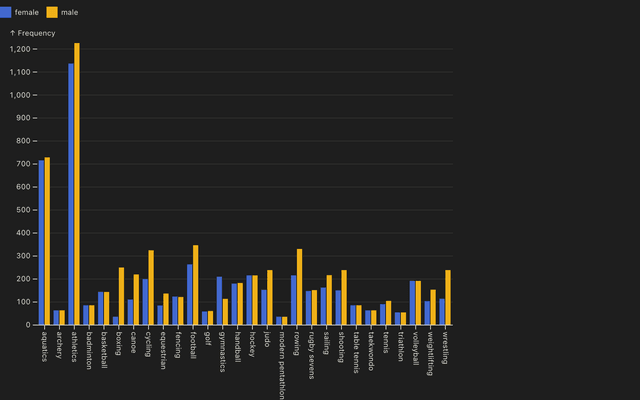 female male
↑ Frequency
1,200
1,100
1,000
900
800
700
600
500
400
300
200
100
0
aquatics
archery
athletics
badminton
basketball
boxing
canoe
cycling
equestrian
fencing
football
golf
gymnastics
handball
hockey
judo
modern pentathlon
rowing
rugby sevens
sailing
shooting
table tennis
taekwondo
tennis
triathlon
volleyball
weightlifting
wrestling